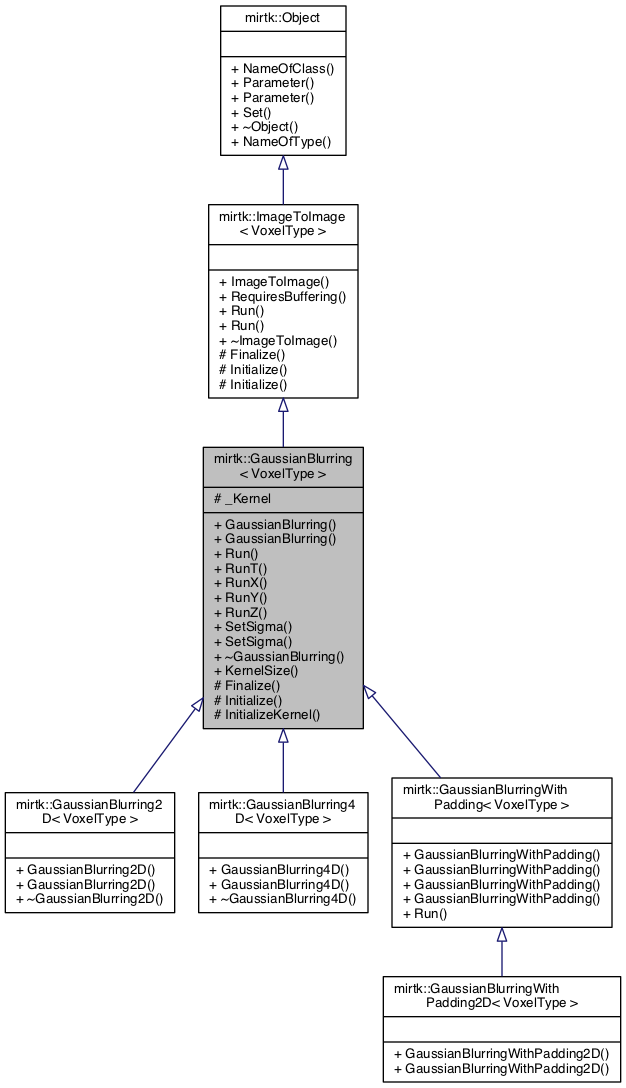 mirtk::Object
+ NameOfClass()
+ Parameter()
+ Parameter()
+ Set()
+ ~Object()
+ NameOfType()
mirtk::ImageToImage
< VoxelType >
+ ImageToImage()
+ RequiresBuffering()
+ Run()
+ Run()
+ ~ImageToImage()
# Finalize()
# Initialize()
# Initialize()
mirtk::GaussianBlurring
< VoxelType >
# _Kernel
+ GaussianBlurring()
+ GaussianBlurring()
+ Run()
+ RunT()
+ RunX()
+ RunY()
+ RunZ()
+ SetSigma()
+ SetSigma()
+ ~GaussianBlurring()
+ KernelSize()
# Finalize()
# Initialize()
# InitializeKernel()
mirtk::GaussianBlurring2
D< VoxelType >
+ GaussianBlurring2D()
+ GaussianBlurring2D()
+ ~GaussianBlurring2D()
mirtk::GaussianBlurring4
D< VoxelType >
+ GaussianBlurring4D()
+ GaussianBlurring4D()
+ ~GaussianBlurring4D()
mirtk::GaussianBlurringWith
Padding< VoxelType >
+ GaussianBlurringWithPadding()
+ GaussianBlurringWithPadding()
+ GaussianBlurringWithPadding()
+ GaussianBlurringWithPadding()
+ Run()
mirtk::GaussianBlurringWith
Padding2D< VoxelType >
+ GaussianBlurringWithPadding2D()
+ GaussianBlurringWithPadding2D()